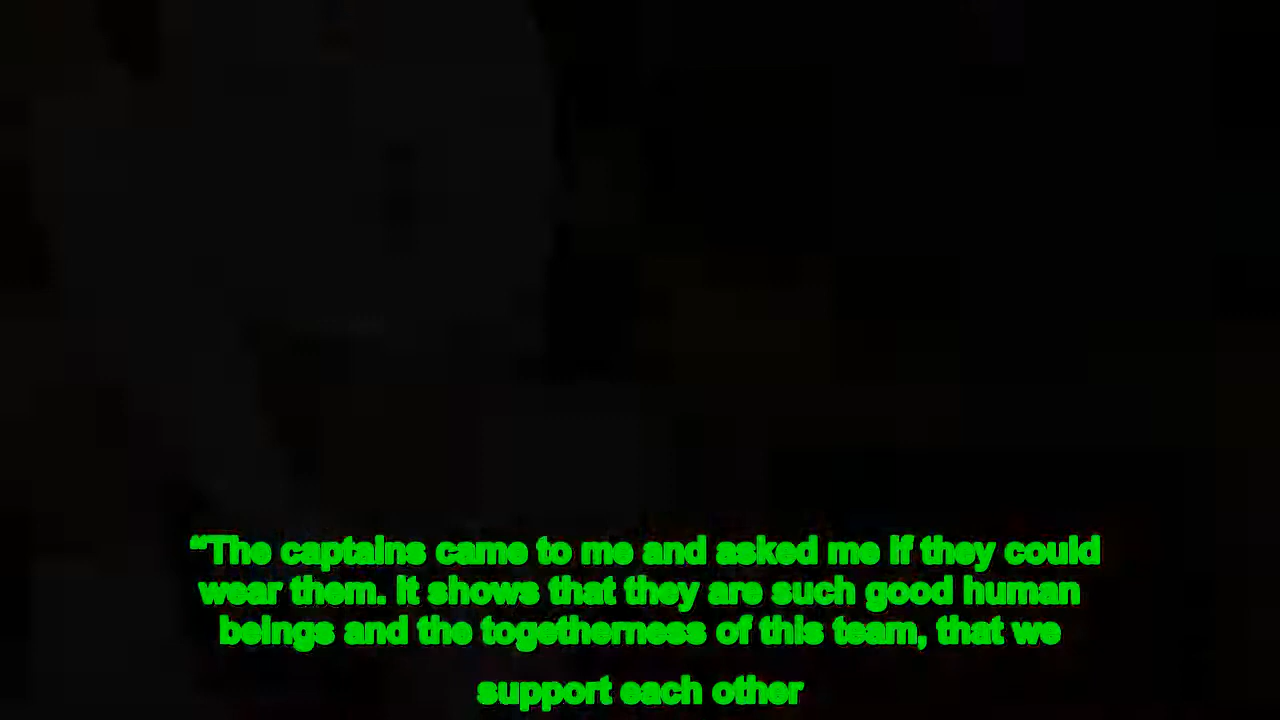 “The captains came to me and asked me if they could
wear them. It shows that they are such good human
beings and the togetherness of this team, that we
support each other